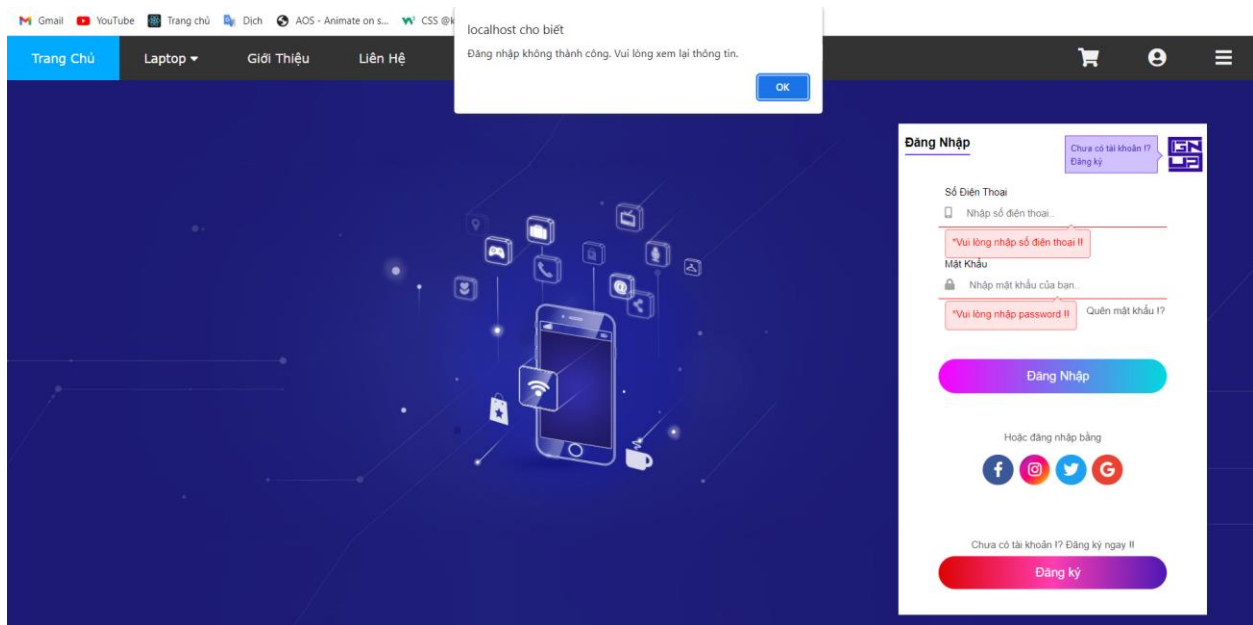 Gmail YouTube Trang chủ Dịch AOS - Animate on s... CSS @k
localhost cho biết
Đăng nhập không thành công. Vui lòng xem lại thông tin.
OK
Trang Chủ Laptop Giới Thiệu Liên Hệ
Đăng Nhập
Chưa có tài khoản !?
Đăng ký
Số Điện Thoại
Nhập số điện thoại..
*Vui lòng nhập số điện thoại !!
Mật Khẩu
Nhập mật khẩu của bạn..
*Vui lòng nhập password !!
Quên mật khẩu !?
Đăng Nhập
Hoặc đăng nhập bằng
Chưa có tài khoản !? Đăng ký ngay !!
Đăng ký